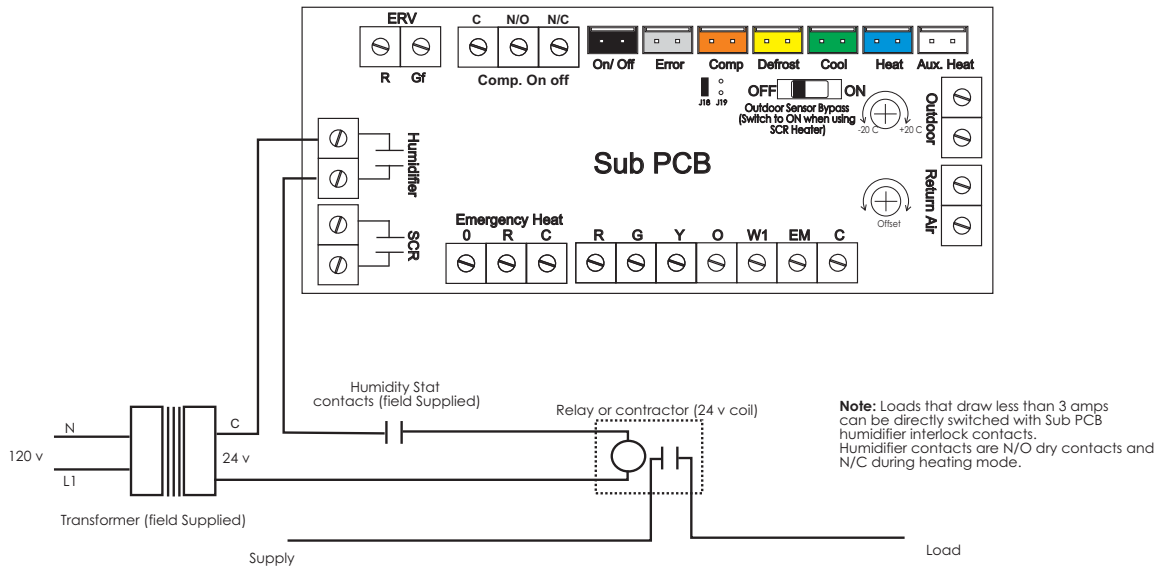 ERV
C N/O N/C
R Gf
Comp. On off
On/ Off Error Comp Defrost Cool Heat Aux. Heat
J18 J19
OFF ON
Outdoor Sensor Bypass
(Switch to ON when using
SCR Heater)
-20 C +20 C
Outdoor
Humidifier
Sub PCB
Return Air
Offset
SCR
Emergency Heat
0 R C
R G Y O W1 EM C
Humidity Stat
contacts (field Supplied)
Relay or contractor (24 v coil)
Note: Loads that draw less than 3 amps
can be directly switched with Sub PCB
humidifier interlock contacts.
Humidifier contacts are N/O dry contacts and
N/C during heating mode.
N
C
120 v
24 v
L1
Transformer (field Supplied)
Supply
Load